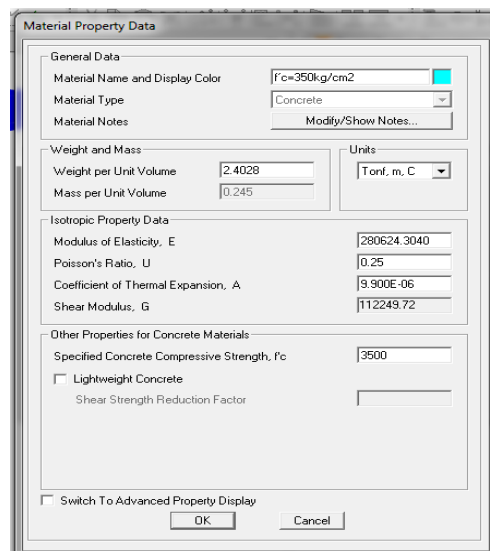 Material Property Data
General Data
Material Name and Display Color f'c=350kg/cm2
Material Type Concrete
Material Notes Modify/Show Notes...
Weight and Mass
Weight per Unit Volume 2.4028
Mass per Unit Volume 0.245
Units
Tonf, m, C
Isotropic Property Data
Modulus of Elasticity, E 280624.3040
Poisson's Ratio, U 0.25
Coefficient of Thermal Expansion, A 9.900E-06
Shear Modulus, G 112249.72
Other Properties for Concrete Materials
Specified Concrete Compressive Strength, f'c 3500
Lightweight Concrete
Shear Strength Reduction Factor
Switch To Advanced Property Display
OK Cancel